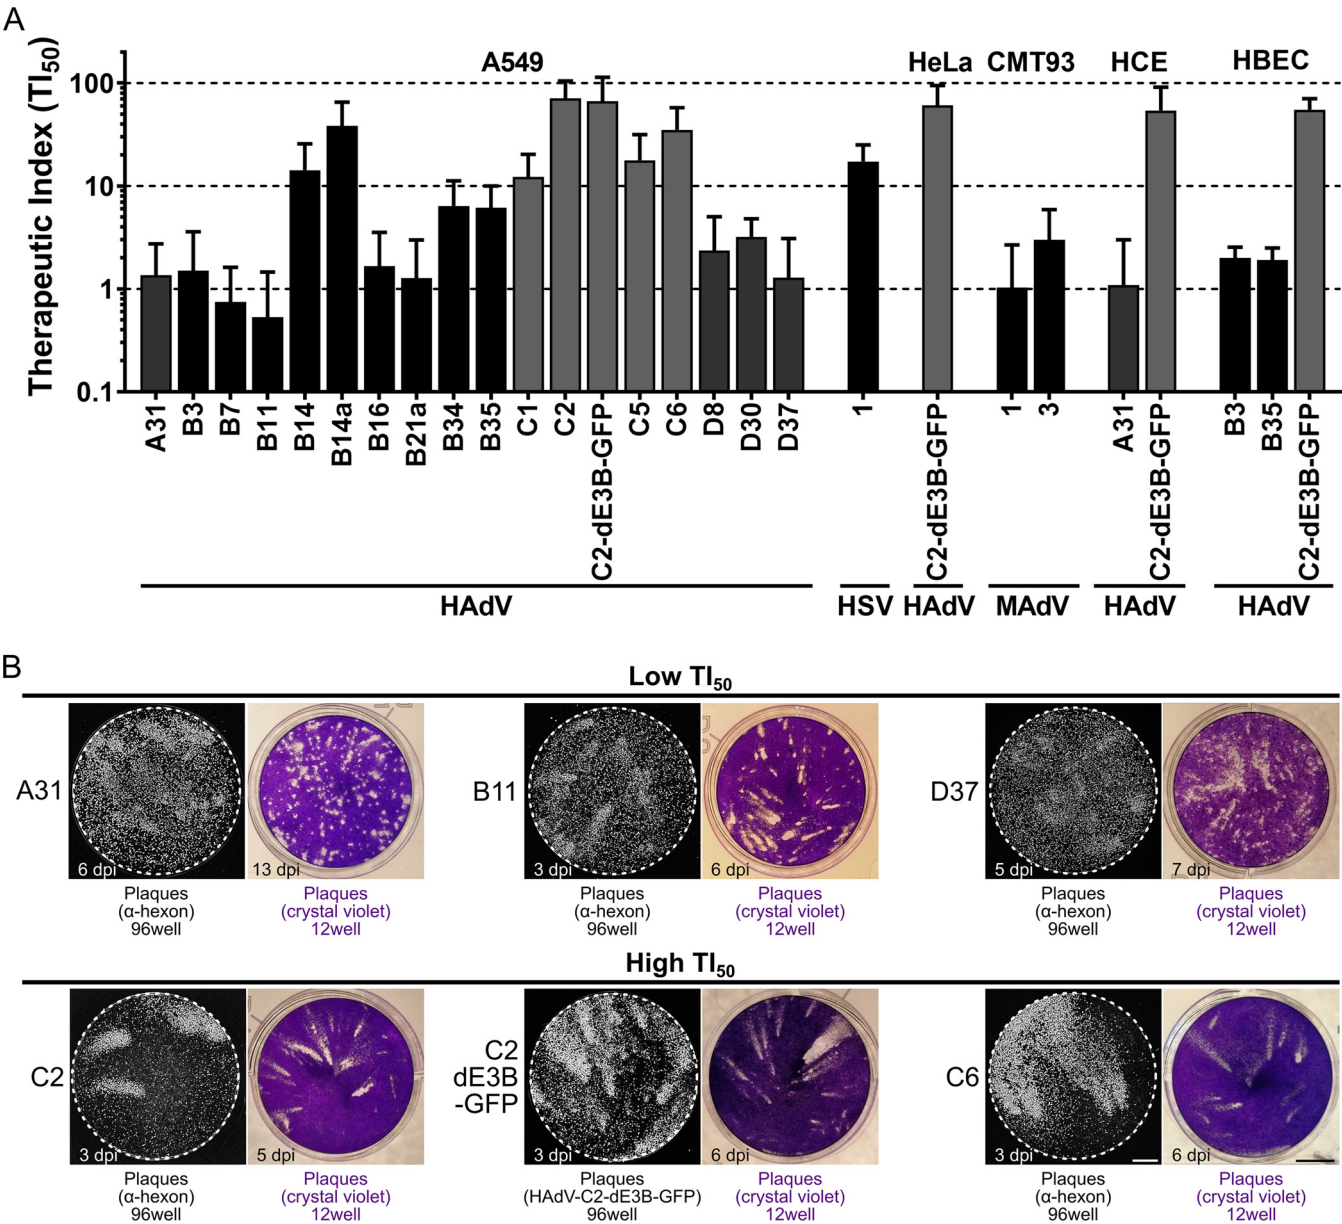 A
Therapeutic Index (TI50)
100
10
1
0.1
A549
HeLa
CMT93
HCE
HBEC
A31
B3
B7
B11
B14
B14a
B16
B21a
B34
B35
C1
C2
C2-dE3B-GFP
C5
C6
D8
D30
D37
1
C2-dE3B-GFP
1
3
A31
C2-dE3B-GFP
B3
B35
C2-dE3B-GFP
HAdV
HSV
HAdV
MAdV
HAdV
HAdV
B
Low TI50
A31
6 dpi
Plaques
(α-hexon)
96well
13 dpi
Plaques
(crystal violet)
12well
B11
3 dpi
Plaques
(α-hexon)
96well
6 dpi
Plaques
(crystal violet)
12well
D37
5 dpi
Plaques
(α-hexon)
96well
7 dpi
Plaques
(crystal violet)
12well
High TI50
C2
3 dpi
Plaques
(α-hexon)
96well
5 dpi
Plaques
(crystal violet)
12well
C2
dE3B
-GFP
3 dpi
Plaques
(HAdV-C2-dE3B-GFP)
96well
6 dpi
Plaques
(crystal violet)
12well
C6
3 dpi
Plaques
(α-hexon)
96well
6 dpi
Plaques
(crystal violet)
12well